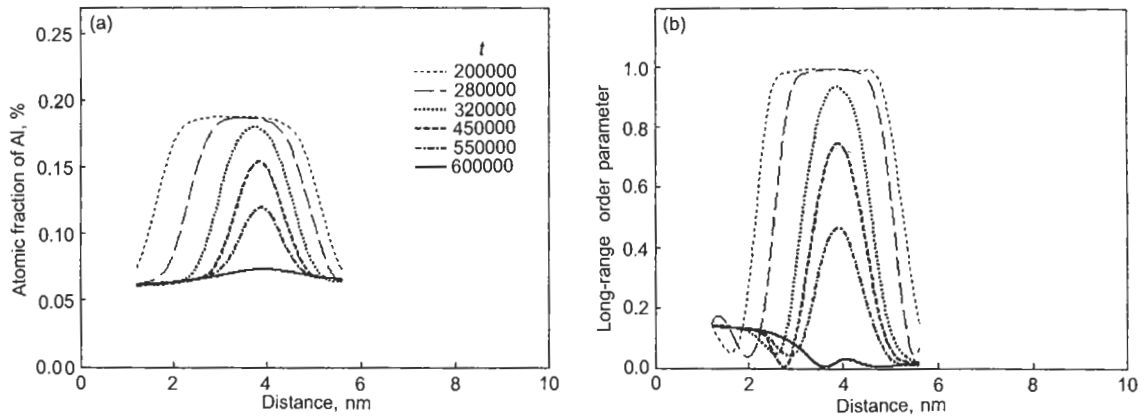 (a)
0.25
0.20
0.15
0.10
0.05
0.00
Atomic fraction of Al, %
t
200000
280000
320000
450000
550000
600000
0 2 4 6 8 10
Distance, nm
(b)
1.0
0.8
0.6
0.4
0.2
0.0
Long-range order parameter
0 2 4 6 8 10
Distance, nm